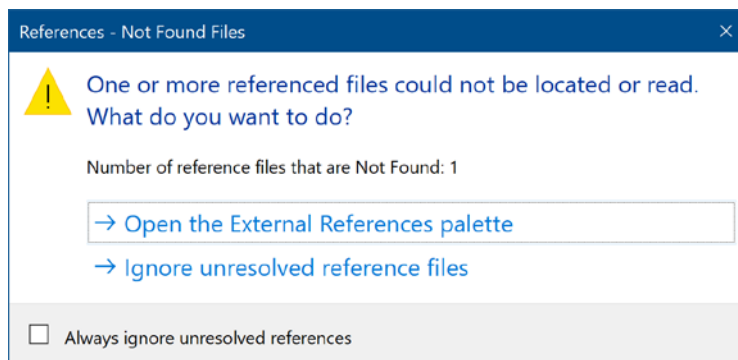 References - Not Found Files
One or more referenced files could not be located or read.
What do you want to do?
Number of reference files that are Not Found: 1
→ Open the External References palette
→ Ignore unresolved reference files
Always ignore unresolved references